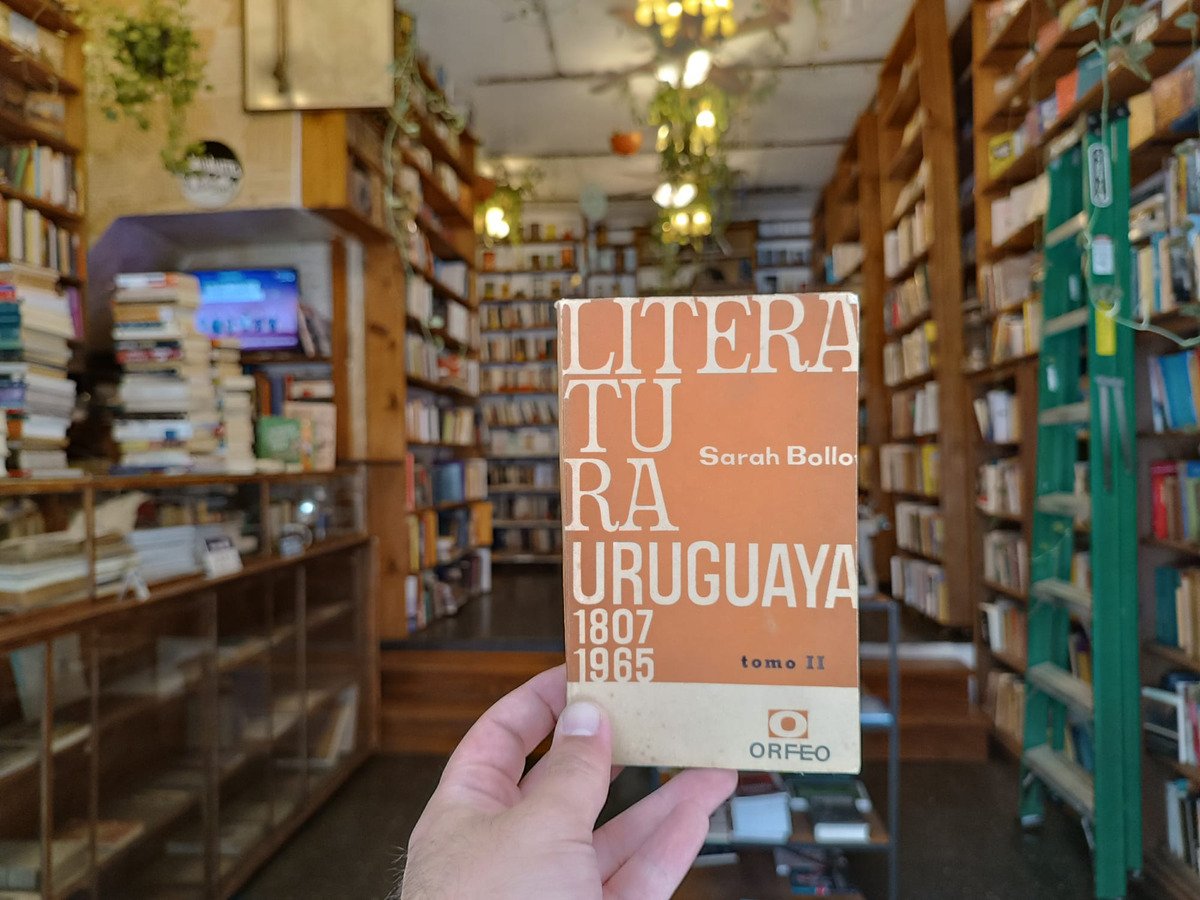 LITERA
TU
RA
Sarah Bollo
URUGUAYA
1807
1965
tomo II
ORFEO